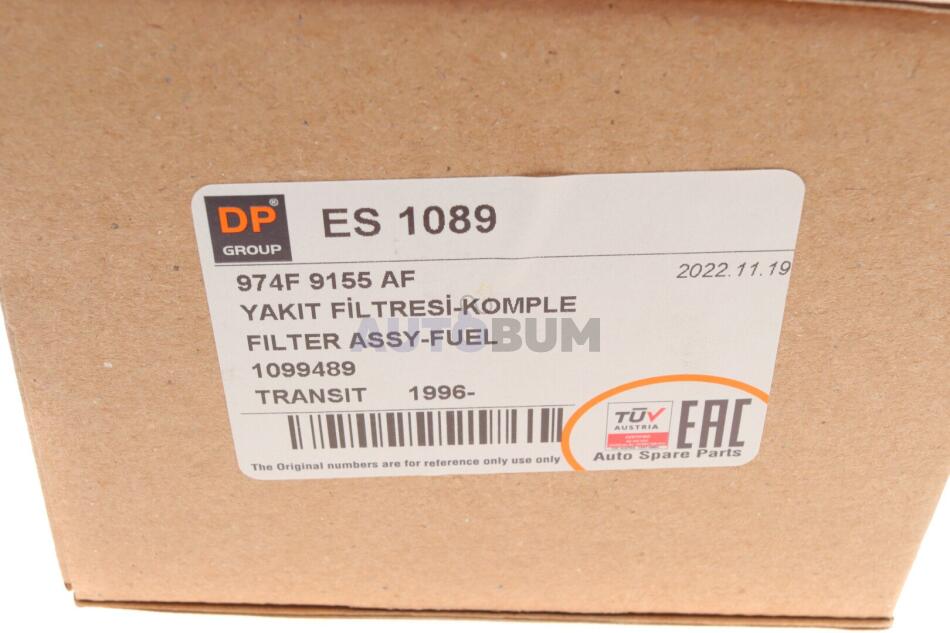 DP®
GROUP
ES 1089
974F 9155 AF
2022.11.19
YAKIT FİLTRESİ-KOMPLE
FILTER ASSY-FUEL
AUTOBUM
1099489
TRANSIT 1996-
TÜV
AUSTRIA
EAC
Auto Spare Parts
The Original numbers are for reference only use only